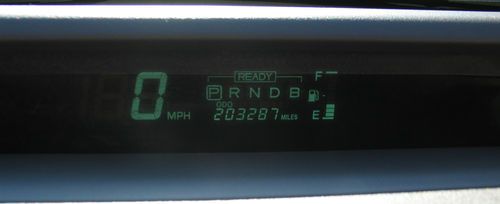 READY
F
0 MPH
P R N D B
ODO
203287 MILES
E